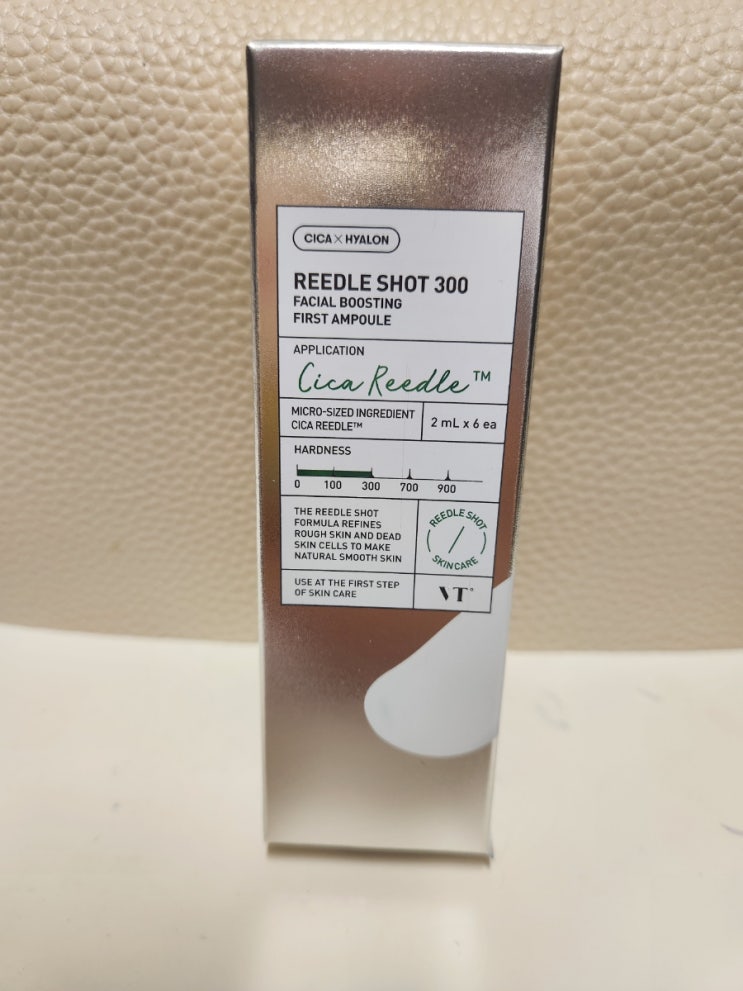 CICA×HYALON
REEDLE SHOT 300
FACIAL BOOSTING
FIRST AMPOULE
APPLICATION
Cica Reedle™
MICRO-SIZED INGREDIENT
CICA REEDLE™
2 mL x 6 ea
HARDNESS
0 100 300 700 900
THE REEDLE SHOT
FORMULA REFINES
ROUGH SKIN AND DEAD
SKIN CELLS TO MAKE
NATURAL SMOOTH SKIN
REEDLE SHOT
SKINCARE
USE AT THE FIRST STEP
OF SKIN CARE
VT°